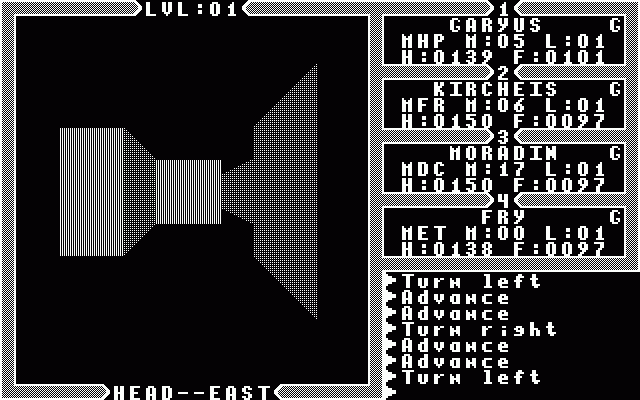 LVL:01
1
GARYUS G
MHP M:05 L:01
H:0139 F:0101
2
KIRCHEIS G
MFR M:06 L:01
H:0150 F:0097
3
MORADIN G
MDC M:17 L:01
H:0150 F:0097
4
FRY G
MET M:00 L:01
H:0138 F:0097
Turn left
Advance
Advance
Turn right
Advance
Advance
Turn left
HEAD--EAST